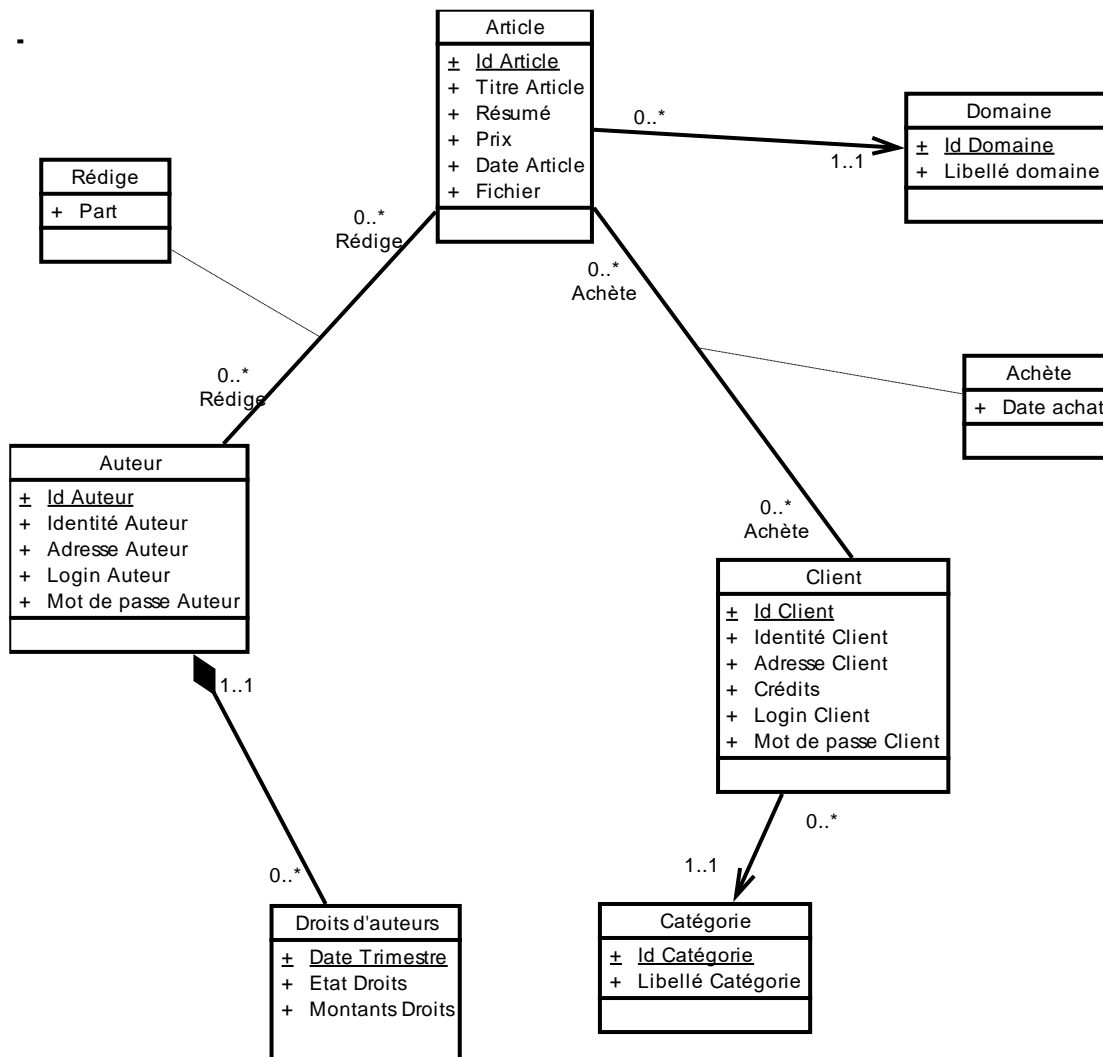 -
Article
+ Id Article
+ Titre Article
+ Résumé
+ Prix
+ Date Article
+ Fichier
0..*
1..1
Domaine
+ Id Domaine
+ Libellé domaine
Rédige
+ Part
0..*
Rédige
0..*
Achète
0..*
Rédige
Achète
+ Date achat
Auteur
+ Id Auteur
+ Identité Auteur
+ Adresse Auteur
+ Login Auteur
+ Mot de passe Auteur
0..*
Achète
Client
+ Id Client
+ Identité Client
+ Adresse Client
+ Crédits
+ Login Client
+ Mot de passe Client
1..1
0..*
0..*
1..1
Droits d'auteurs
+ Date Trimestre
+ Etat Droits
+ Montants Droits
Catégorie
+ Id Catégorie
+ Libellé Catégorie